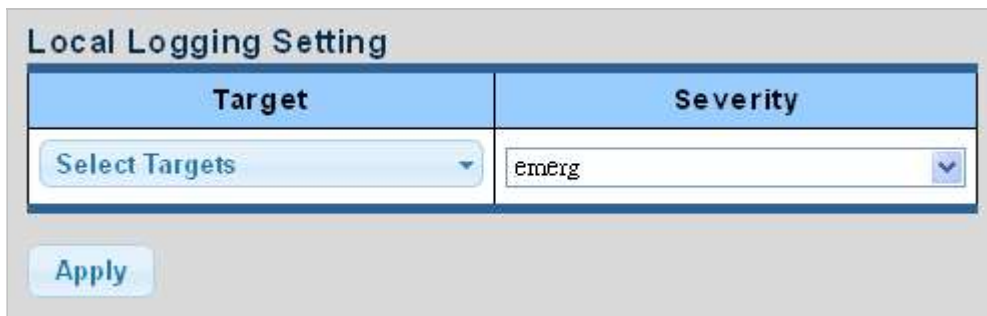 Local Logging Setting
Target Severity
Select Targets emerg
Apply